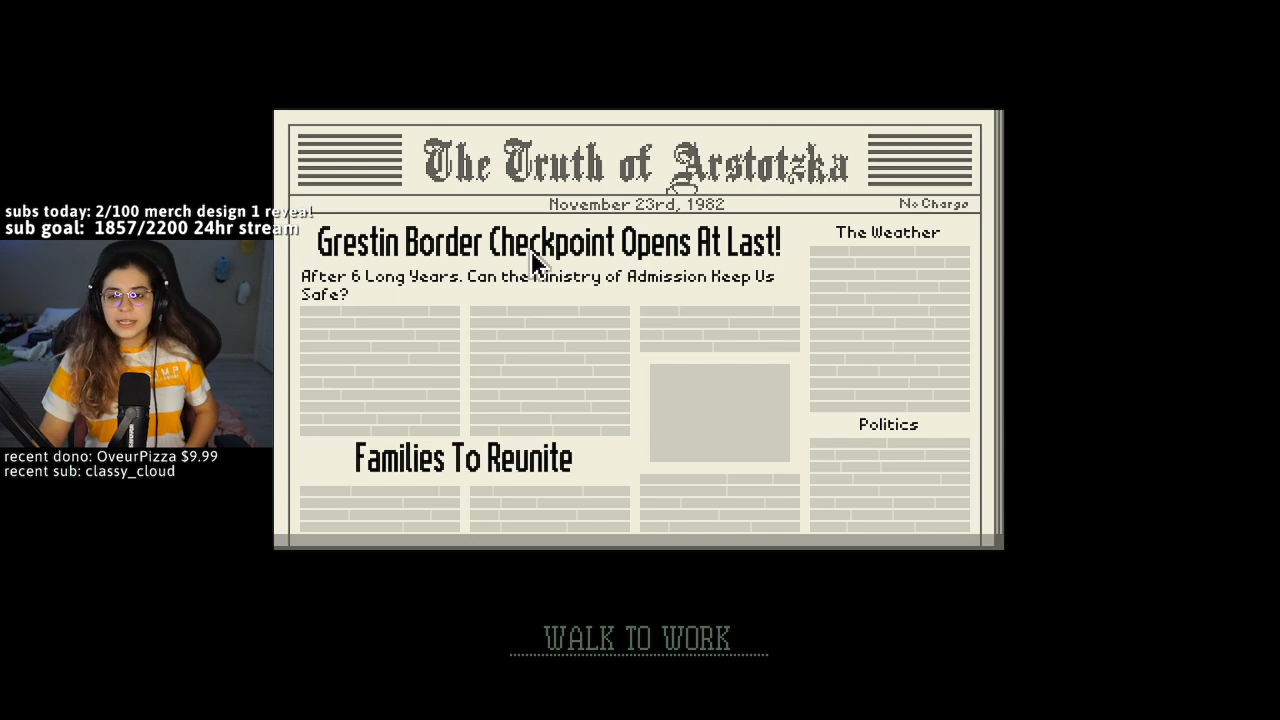 The Truth of Arstotzka
November 23rd, 1982
No Charge
subs today: 2/100 merch design 1 reveal
sub goal: 1857/2200 24hr stream
Grestin Border Checkpoint Opens At Last!
After 6 Long Years. Can the Ministry of Admission Keep Us
Safe?
The Weather
Politics
Families To Reunite
recent dono: OveurPizza $9.99
recent sub: classy_cloud
WALK TO WORK